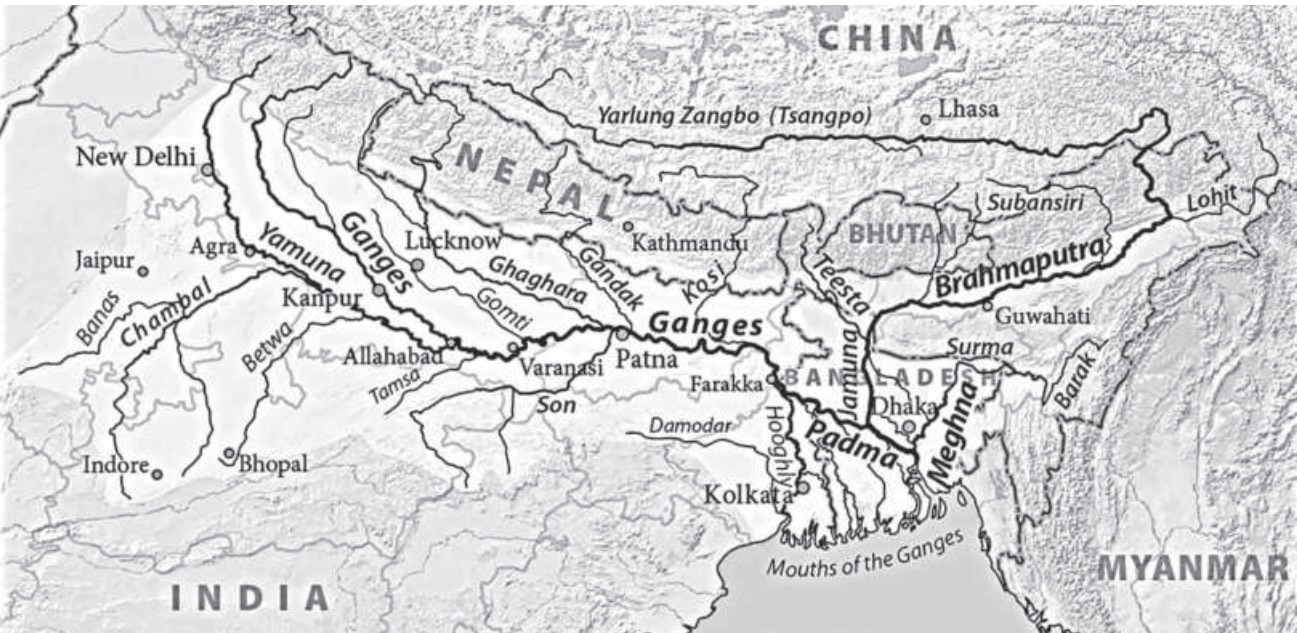 CHINA
Yarlung Zangbo (Tsangpo)
Lhasa
New Delhi
NEPAL
Subansiri
Lohit
BHUTAN
Agra
Yamuna
Ganges
Lucknow
Kathmandu
Jaipur
Ghaghara
Gandak
Kosi
Teesta
Brahmaputra
Banas
Chambal
Kanpur
Gomti
Ganges
Guwahati
Betwa
Allahabad
Varanasi
Patna
Jamuna
Surma
Tamsa
Farakka
BANGLADESH
Barak
Son
Dhaka
Hooghly
Padma
Meghna
Damodar
Indore
Bhopal
Kolkata
Mouths of the Ganges
INDIA
MYANMAR